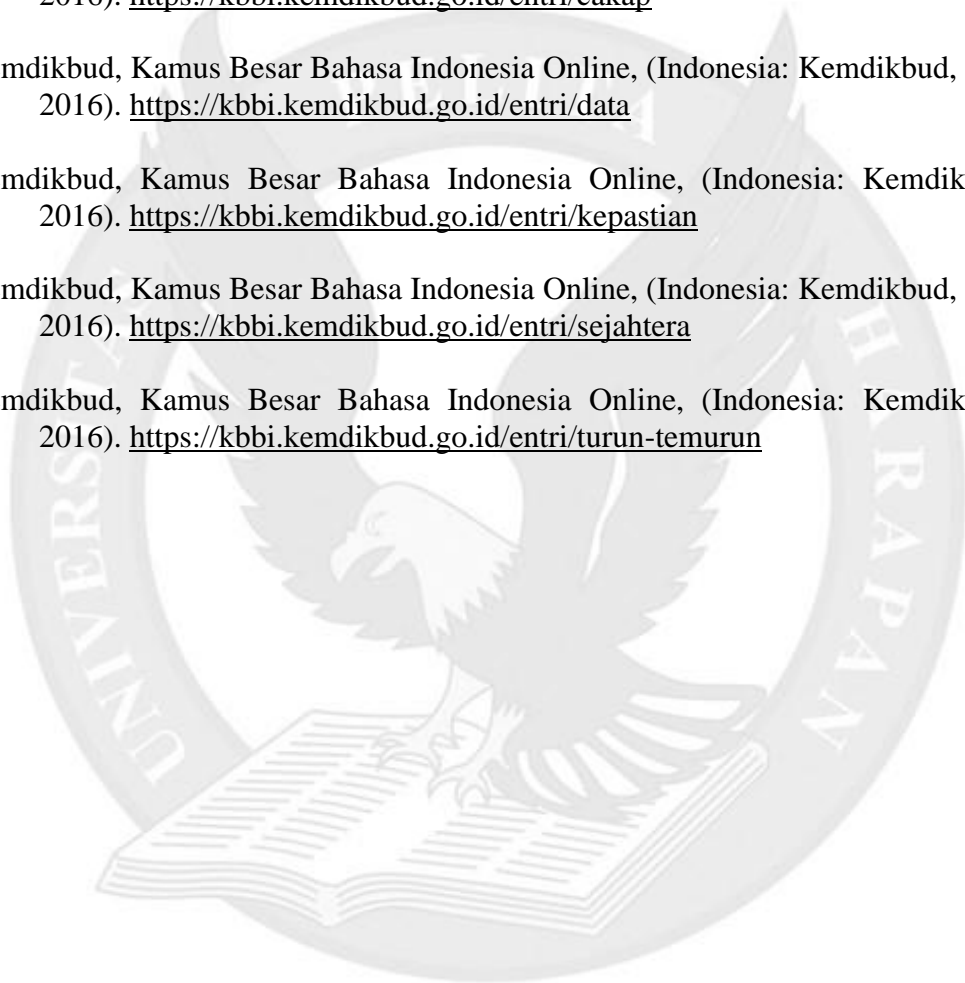 2016). https://kbbi.kemdikbud.go.id/entri/cakap
mdikbud, Kamus Besar Bahasa Indonesia Online, (Indonesia: Kemdikbud,
2016). https://kbbi.kemdikbud.go.id/entri/data
mdikbud, Kamus Besar Bahasa Indonesia Online, (Indonesia: Kemdik
2016). https://kbbi.kemdikbud.go.id/entri/kepastian
mdikbud, Kamus Besar Bahasa Indonesia Online, (Indonesia: Kemdikbud,
2016). https://kbbi.kemdikbud.go.id/entri/sejahtera
mdikbud, Kamus Besar Bahasa Indonesia Online, (Indonesia: Kemdik
2016). https://kbbi.kemdikbud.go.id/entri/turun-temurun
UNIVERSITAS
PELITA
HARAPAN